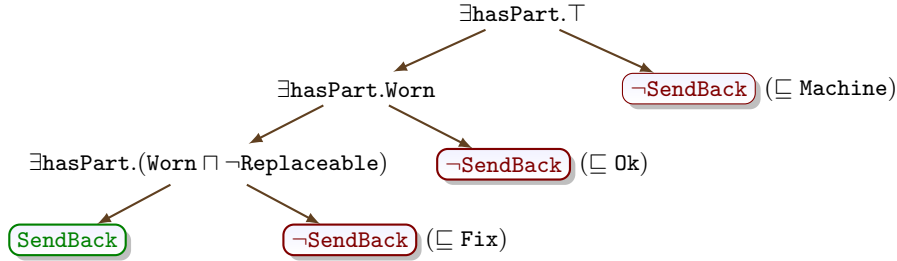 ∃hasPart.⊤
∃hasPart.Worn
¬SendBack (⊑ Machine)
∃hasPart.(Worn ⊓ ¬Replaceable)
¬SendBack (⊑ Ok)
SendBack
¬SendBack (⊑ Fix)